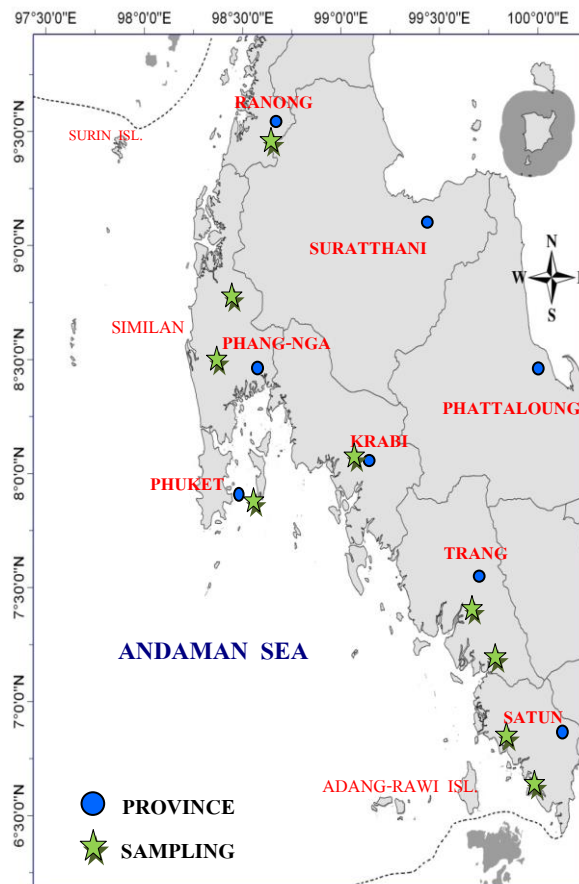 97°30'0"E 98°0'0"E 98°30'0"E 99°0'0"E 99°30'0"E 100°0'0"E
9°30'0"N
9°0'0"N
8°30'0"N
8°0'0"N
7°30'0"N
7°0'0"N
6°30'0"N
RANONG
SURIN ISL.
SURATTHANI
N
W
S
SIMILAN
PHANG-NGA
PHATTALOUNG
KRABI
PHUKET
TRANG
ANDAMAN SEA
SATUN
ADANG-RAWI ISL.
PROVINCE
SAMPLING